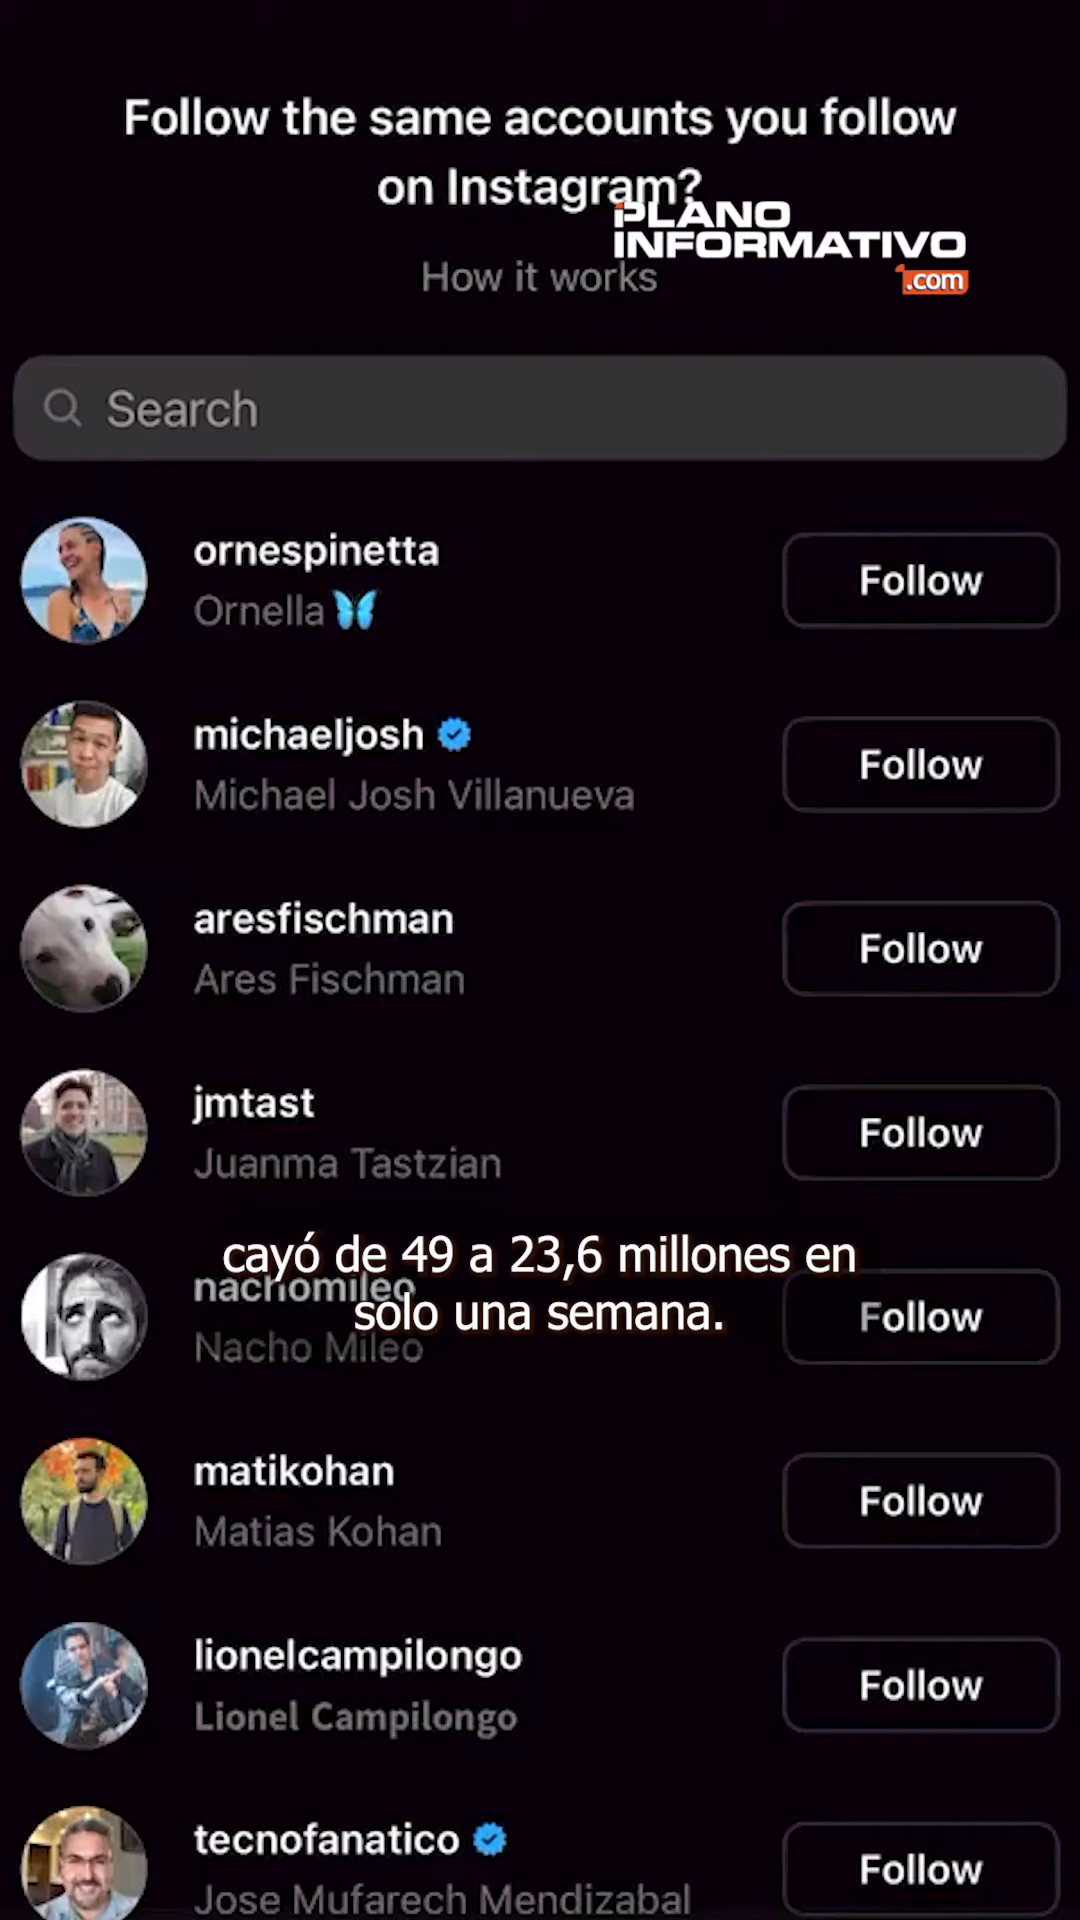 Follow the same accounts you follow
on Instagram?
PLANO
INFORMATIVO
.com
How it works
Search
ornespinetta
Ornella
Follow
michaeljosh
Michael Josh Villanueva
Follow
aresfischman
Ares Fischman
Follow
jmtast
Juanma Tastzian
Follow
cayó de 49 a 23,6 millones en
solo una semana.
nachomileo
Nacho Mileo
Follow
matikohan
Matias Kohan
Follow
lionelcampilongo
Lionel Campilongo
Follow
tecnofanatico
Jose Mufarech Mendizabal
Follow